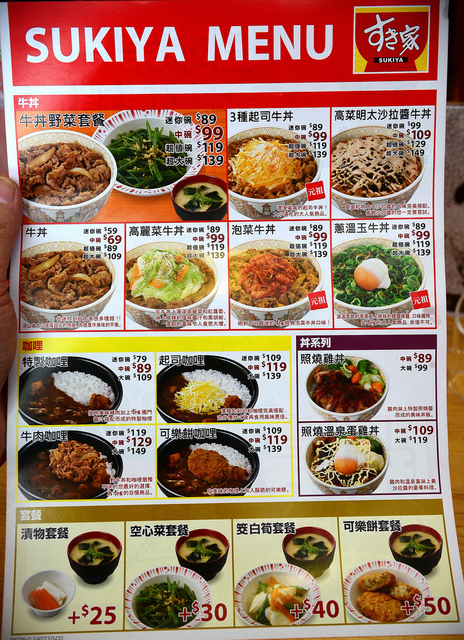 SUKIYA MENU
すき家
SUKIYA
牛丼
牛丼野菜套餐
迷你碗 $89
中碗 $99
超值碗 $119
超大碗 $139
3種起司牛丼
迷你碗 $89
中碗 $99
超值碗 $119
超大碗 $139
元祖
高菜明太沙拉醬牛丼
迷你碗 $99
中碗 $109
超值碗 $129
超大碗 $149
牛丼
迷你碗 $59
中碗 $69
超值碗 $89
超大碗 $109
高麗菜牛丼
迷你碗 $89
中碗 $99
超值碗 $119
超大碗 $139
泡菜牛丼
迷你碗 $89
中碗 $99
超值碗 $119
超大碗 $139
元祖
蔥溫玉牛丼
迷你碗 $89
中碗 $99
超值碗 $119
超大碗 $139
元祖
咖哩
特製咖哩
迷你碗 $79
中碗 $89
大碗 $109
起司咖哩
迷你碗 $109
中碗 $119
大碗 $139
牛肉咖哩
迷你碗 $119
中碗 $129
大碗 $149
可樂餅咖哩
迷你碗 $109
中碗 $119
大碗 $139
丼系列
照燒雞丼
中碗 $89
大碗 $99
照燒溫泉蛋雞丼
中碗 $109
大碗 $119
套餐
漬物套餐
+$25
空心菜套餐
+$30
筊白筍套餐
+$40
可樂餅套餐
+$50